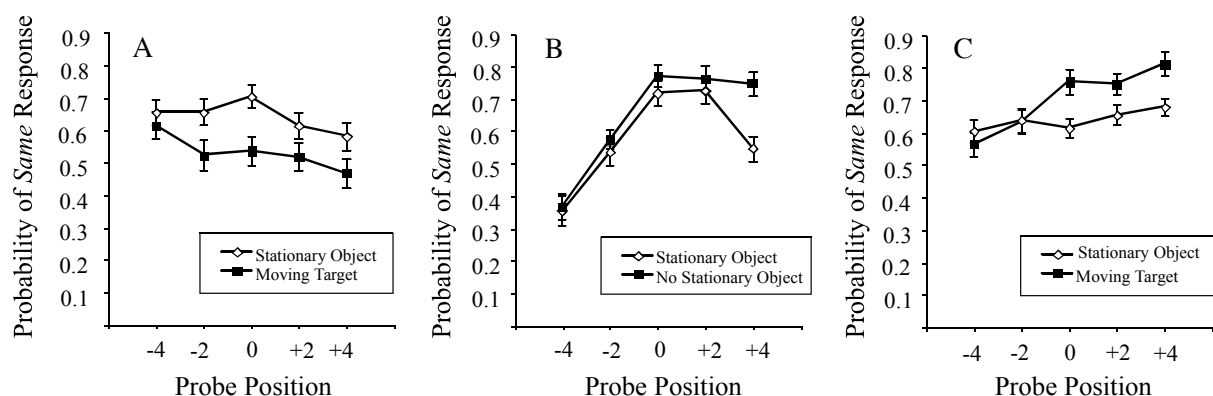 A
Probability of Same Response
0.9
0.8
0.7
0.6
0.5
0.4
0.3
0.2
0.1
Stationary Object
Moving Target
-4 -2 0 +2 +4
Probe Position
B
Probability of Same Response
0.9
0.8
0.7
0.6
0.5
0.4
0.3
0.2
0.1
Stationary Object
No Stationary Object
-4 -2 0 +2 +4
Probe Position
C
Probability of Same Response
0.9
0.8
0.7
0.6
0.5
0.4
0.3
0.2
0.1
Stationary Object
Moving Target
-4 -2 0 +2 +4
Probe Position